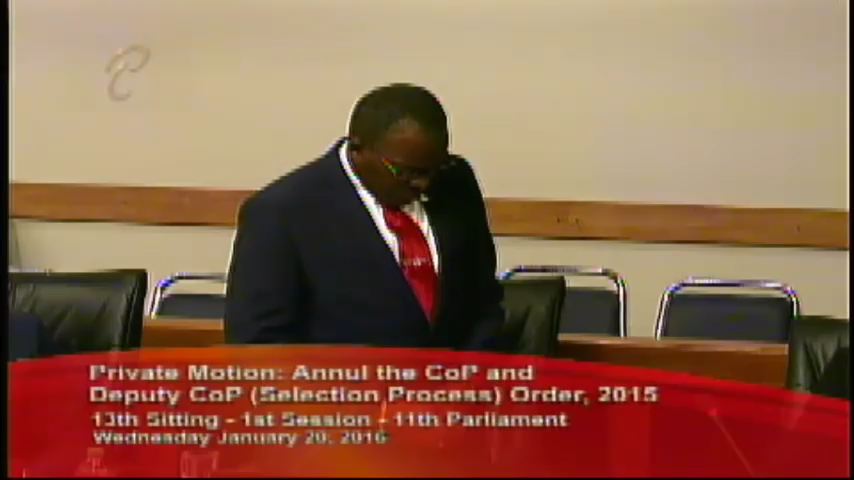 Private Motion: Annul the CoP and
Deputy CoP (Selection Process) Order, 2015
13th Sitting - 1st Session - 11th Parliament
Wednesday January 20, 2016